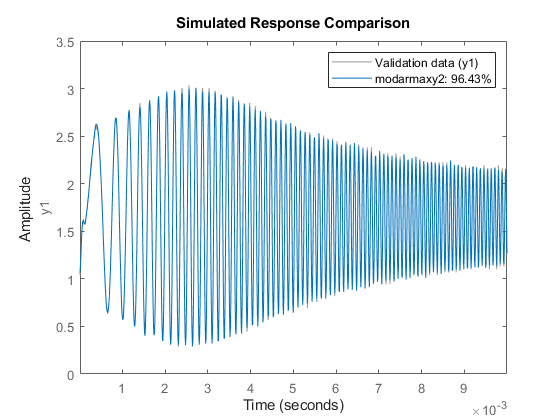 Simulated Response Comparison
3.5
3
2.5
2
1.5
1
0.5
0
Amplitude
y1
Validation data (y1)
modarmaxy2: 96.43%
1 2 3 4 5 6 7 8 9
Time (seconds)
×10-3